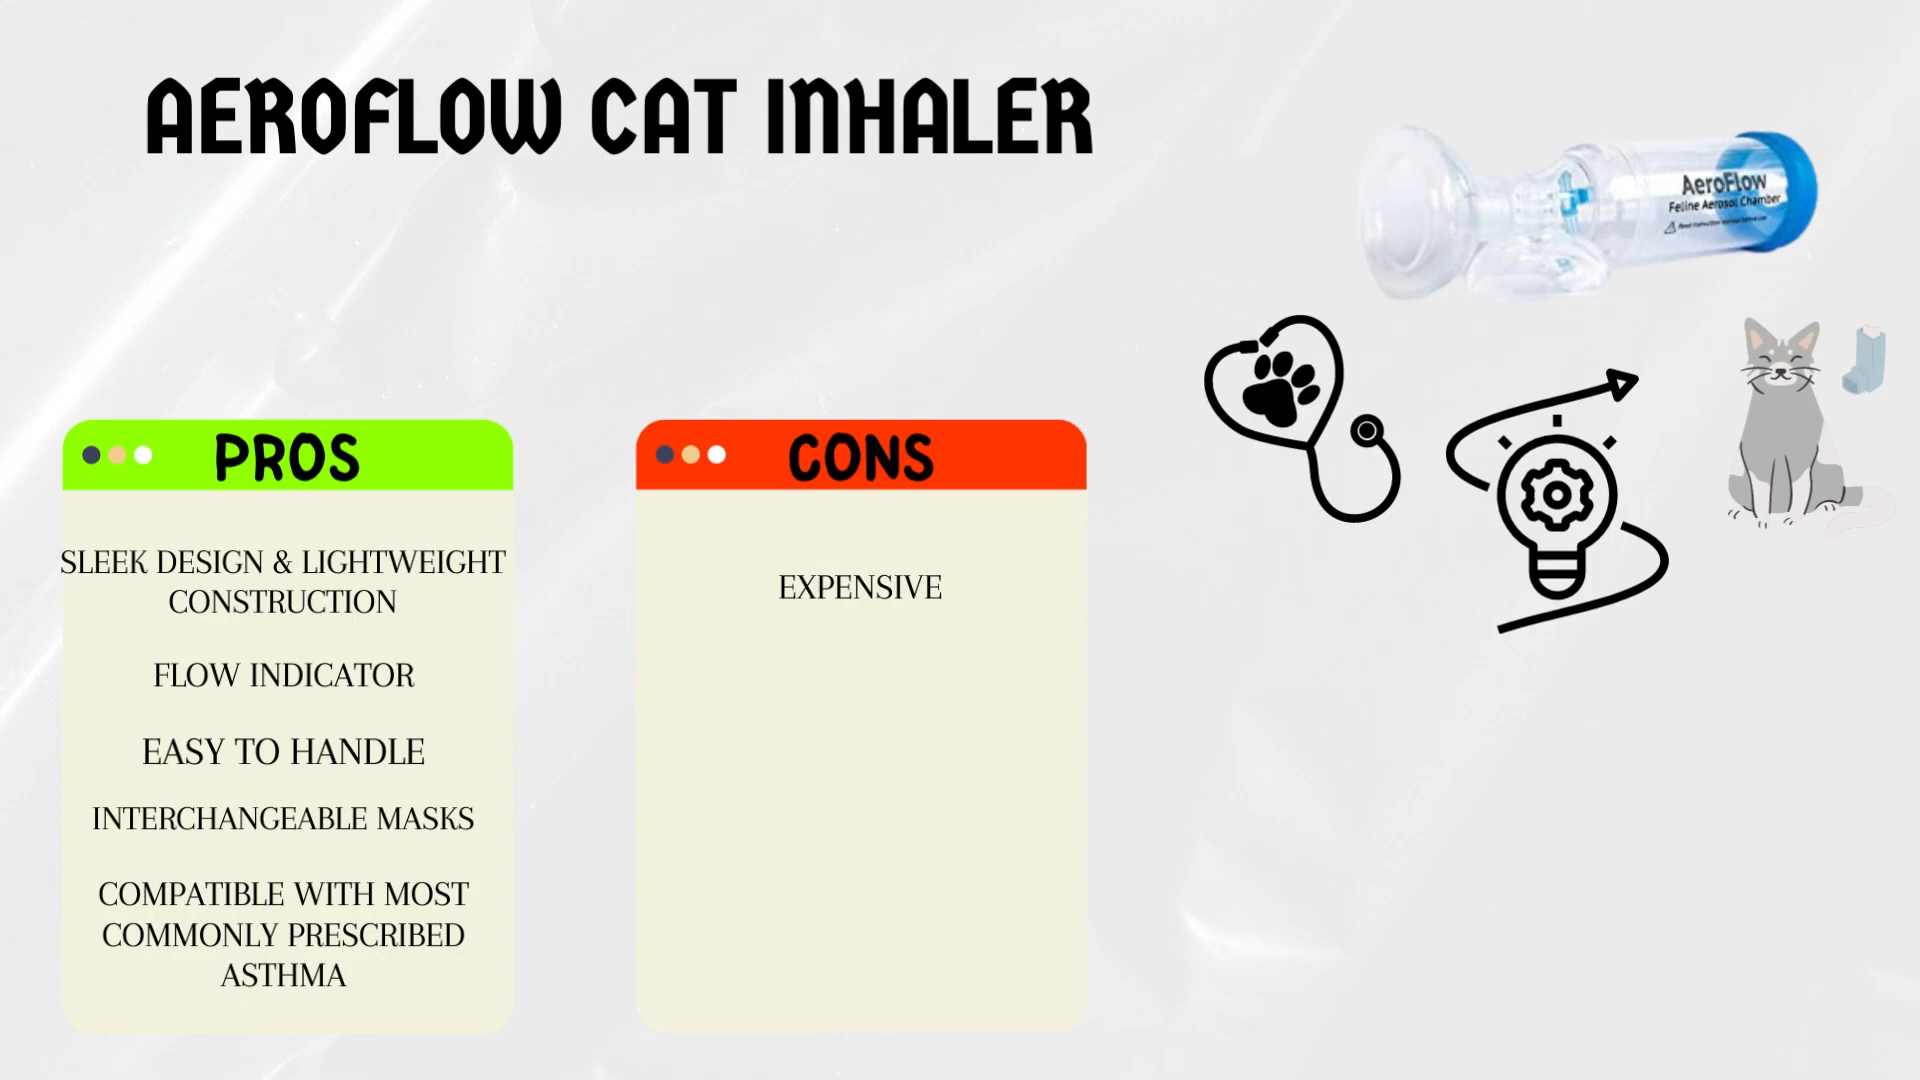 AEROFLOW CAT INHALER
AeroFlow
Feline Aerosol Chamber
PROS
SLEEK DESIGN & LIGHTWEIGHT
CONSTRUCTION
FLOW INDICATOR
EASY TO HANDLE
INTERCHANGEABLE MASKS
COMPATIBLE WITH MOST
COMMONLY PRESCRIBED
ASTHMA
CONS
EXPENSIVE